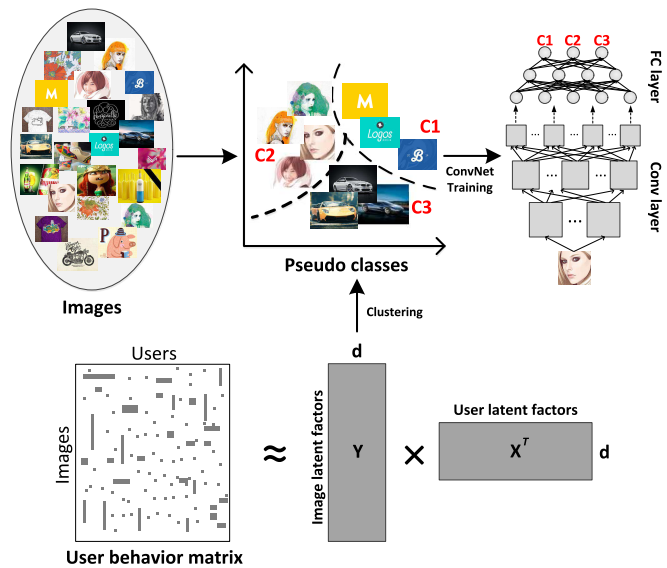 C1 C2 C3
FC layer
Conv layer
M
B
M
Logos
C1
B
C2
Logos
ConvNet
Training
C3
P
Images
Pseudo classes
Clustering
Users
d
Images
Image latent factors
User latent factors
≈
Y
×
X^T
d
User behavior matrix